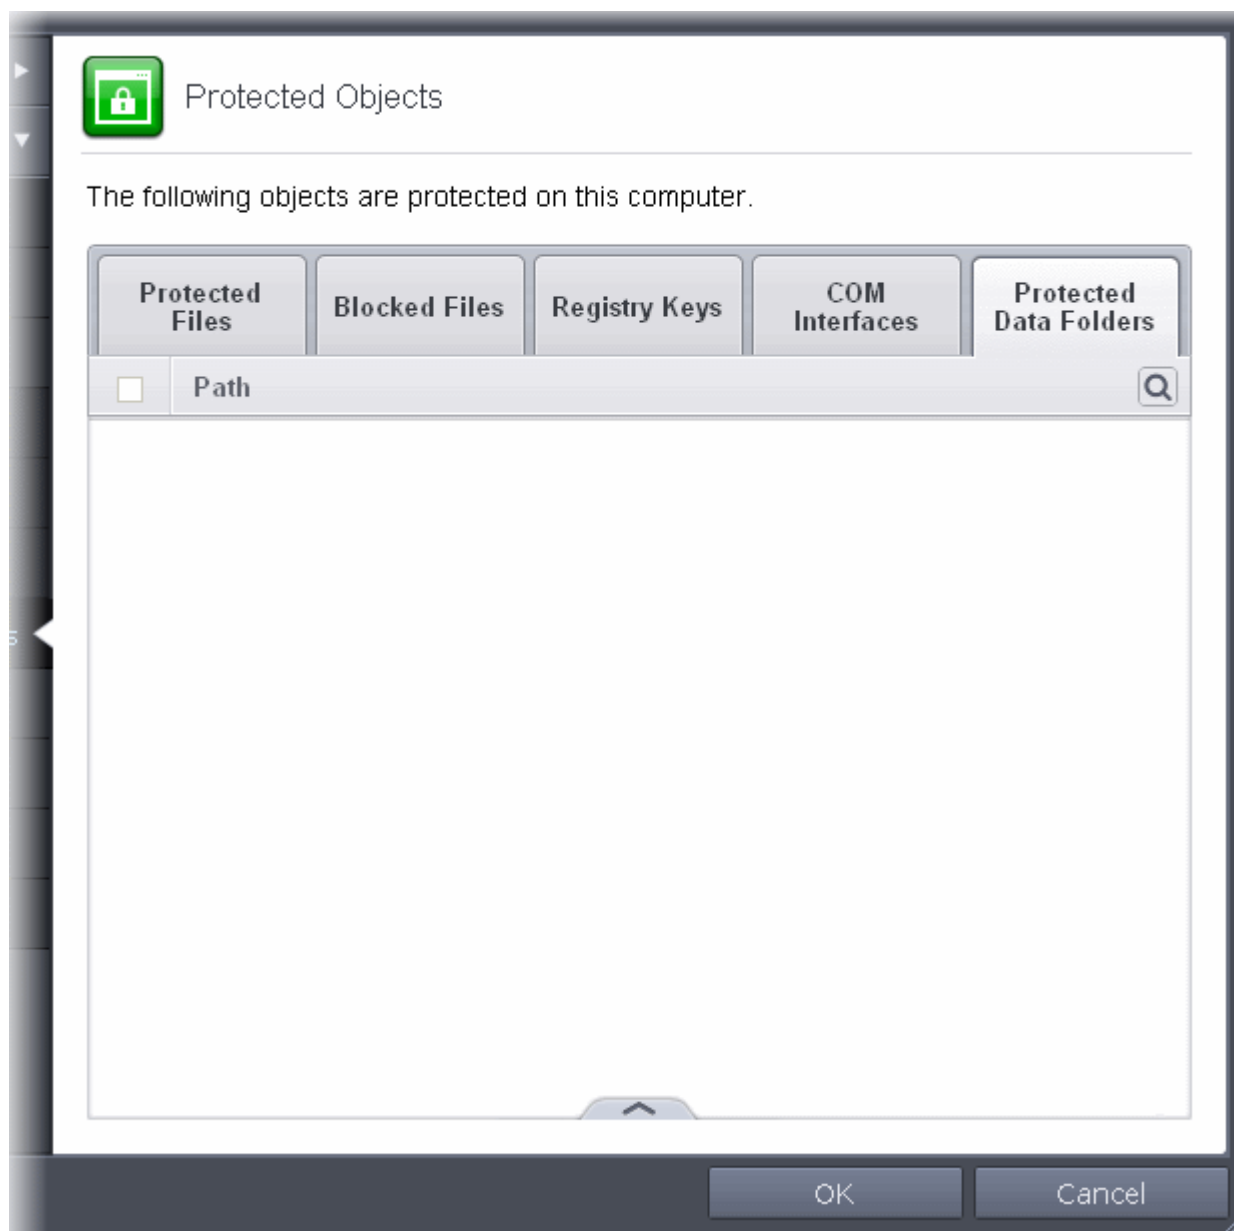 Protected Objects
The following objects are protected on this computer.
Protected
Files
Blocked Files
Registry Keys
COM
Interfaces
Protected
Data Folders
Path
s
OK
Cancel